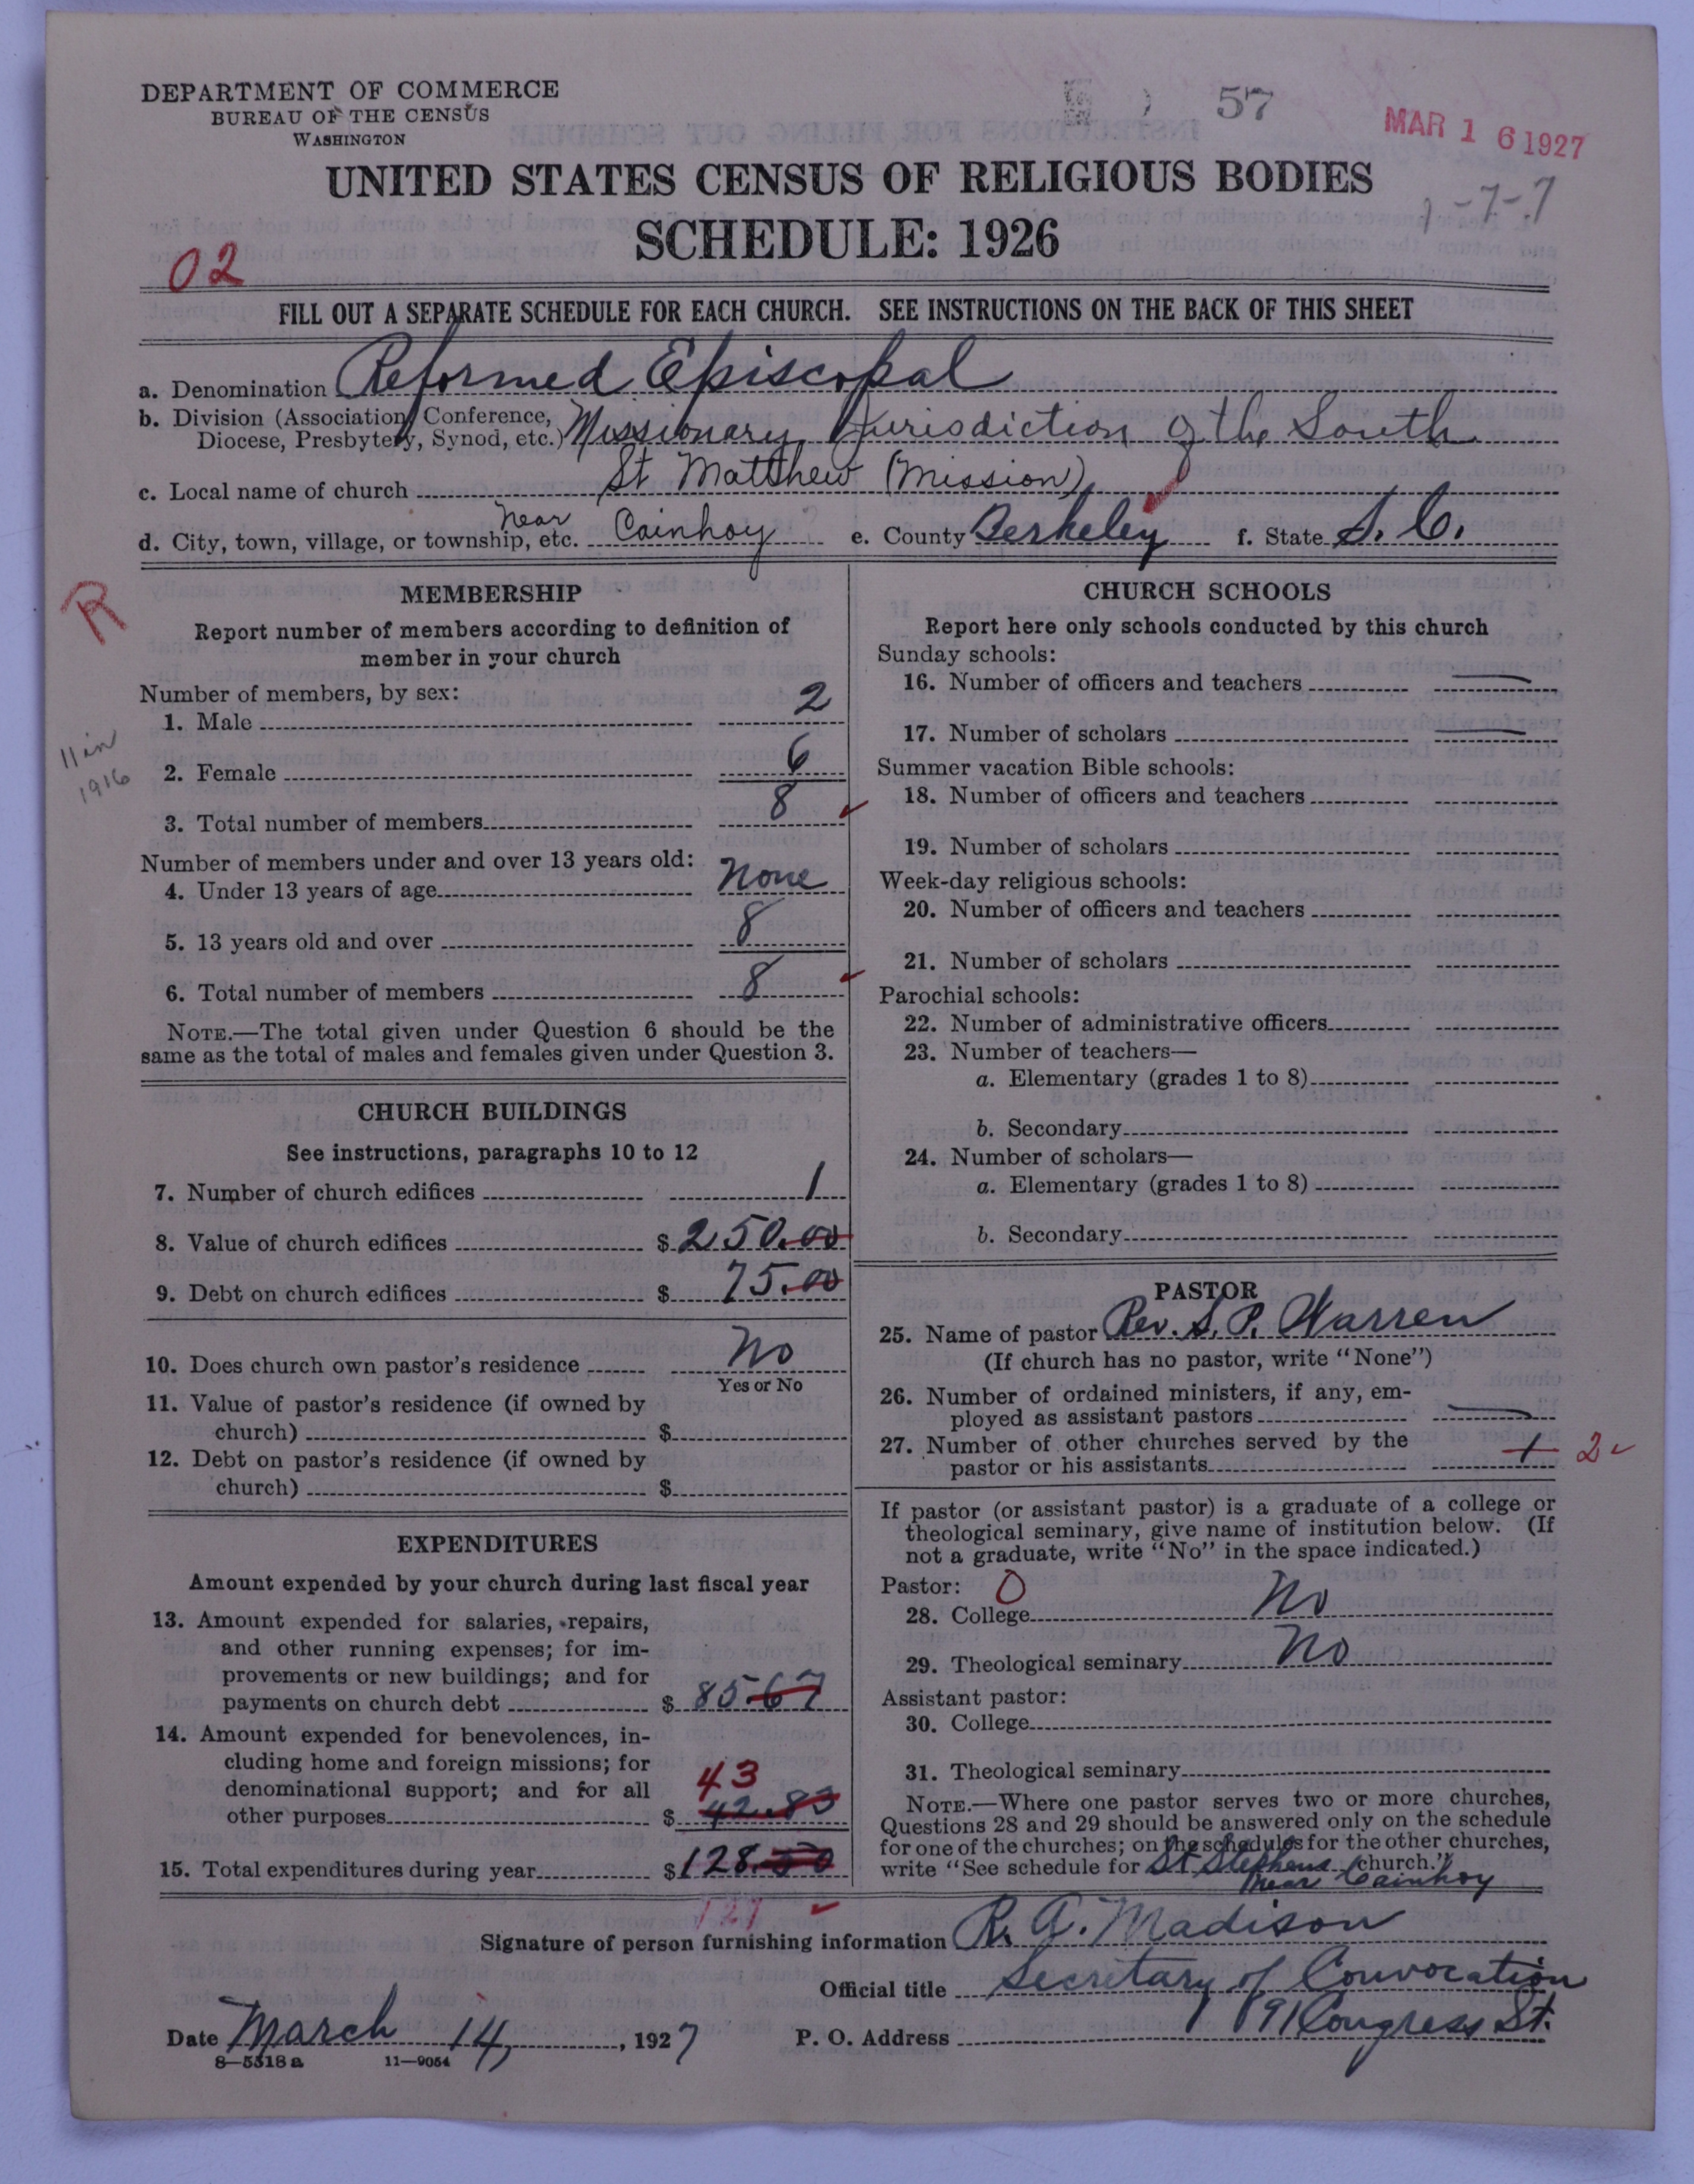 DEPARTMENT OF COMMERCE
BUREAU OF THE CENSUS
WASHINGTON
57
MAR 16 1927
UNITED STATES CENSUS OF RELIGIOUS BODIES
SCHEDULE: 1926
-7-7
02
FILL OUT A SEPARATE SCHEDULE FOR EACH CHURCH. SEE INSTRUCTIONS ON THE BACK OF THIS SHEET
a. Denomination Reformed Episcopal
b. Division (Association, Conference, Diocese, Presbytery, Synod, etc.) Missionary Jurisdiction of the South
c. Local name of church St Matthew (Mission)
d. City, town, village, or township, etc. near Cainhoy e. County Berkeley f. State S. C.
R
11 in 1916
MEMBERSHIP
Report number of members according to definition of
member in your church
Number of members, by sex:
1. Male 2
2. Female 6
3. Total number of members 8
Number of members under and over 13 years old:
4. Under 13 years of age None
5. 13 years old and over 8
6. Total number of members 8
NOTE.—The total given under Question 6 should be the
same as the total of males and females given under Question 3.
CHURCH BUILDINGS
See instructions, paragraphs 10 to 12
7. Number of church edifices 1
8. Value of church edifices $ 250.00
9. Debt on church edifices $ 75.00
10. Does church own pastor's residence No
Yes or No
11. Value of pastor's residence (if owned by
church) $
12. Debt on pastor's residence (if owned by
church) $
EXPENDITURES
Amount expended by your church during last fiscal year
13. Amount expended for salaries, repairs,
and other running expenses; for im-
provements or new buildings; and for
payments on church debt $ 85.67
14. Amount expended for benevolences, in-
cluding home and foreign missions; for
denominational support; and for all 43
other purposes $ 42.83
15. Total expenditures during year $ 128.50
127
CHURCH SCHOOLS
Report here only schools conducted by this church
Sunday schools:
16. Number of officers and teachers —
17. Number of scholars —
Summer vacation Bible schools:
18. Number of officers and teachers
19. Number of scholars
Week-day religious schools:
20. Number of officers and teachers
21. Number of scholars
Parochial schools:
22. Number of administrative officers
23. Number of teachers—
a. Elementary (grades 1 to 8)
b. Secondary
24. Number of scholars—
a. Elementary (grades 1 to 8)
b. Secondary
PASTOR
25. Name of pastor Rev. S. P. Warren
(If church has no pastor, write "None")
26. Number of ordained ministers, if any, em-
ployed as assistant pastors —
27. Number of other churches served by the
pastor or his assistants 1 2
If pastor (or assistant pastor) is a graduate of a college or
theological seminary, give name of institution below. (If
not a graduate, write "No" in the space indicated.)
Pastor: 0
28. College No
29. Theological seminary No
Assistant pastor:
30. College
31. Theological seminary
NOTE.—Where one pastor serves two or more churches,
Questions 28 and 29 should be answered only on the schedule
for one of the churches; on the schedules for the other churches,
write "See schedule for St Stephens church."
near Cainhoy
Signature of person furnishing information R. A. Madison
Official title Secretary of Convocation
Date March 14, 1927 P. O. Address 191 Congress St.
8—5318 a 11—9054